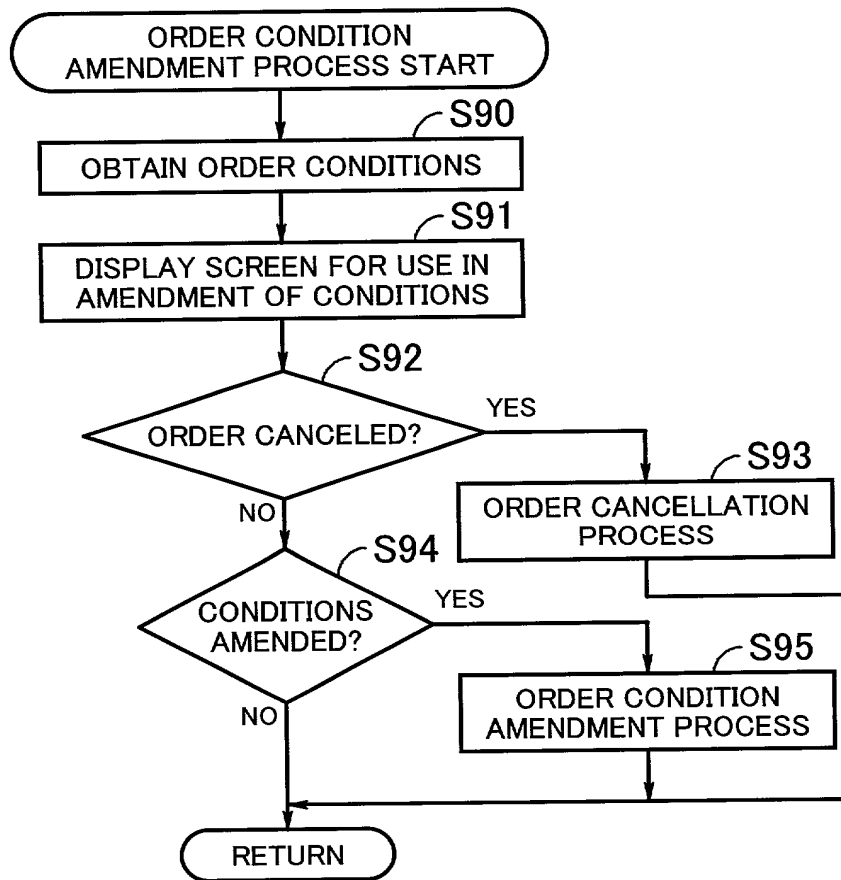 ORDER CONDITION
AMENDMENT PROCESS START
S90
OBTAIN ORDER CONDITIONS
S91
DISPLAY SCREEN FOR USE IN
AMENDMENT OF CONDITIONS
S92
ORDER CANCELED?
YES
S93
ORDER CANCELLATION
PROCESS
NO
S94
CONDITIONS
AMENDED?
YES
S95
ORDER CONDITION
AMENDMENT PROCESS
NO
RETURN